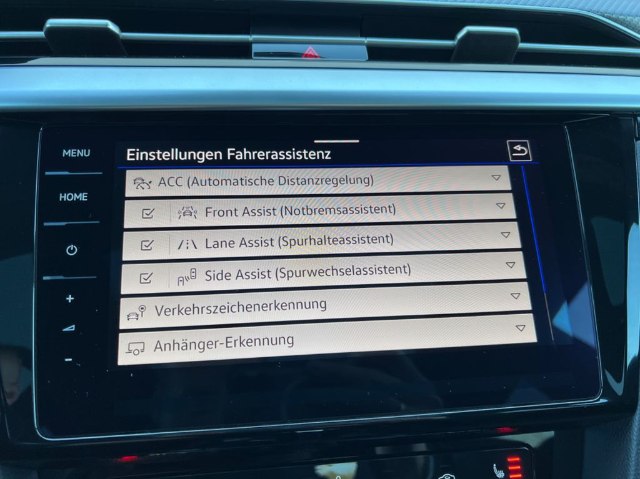 MENU
Einstellungen Fahrerassistenz
ACC (Automatische Distanzregelung)
HOME
Front Assist (Notbremsassistent)
Lane Assist (Spurhalteassistent)
Side Assist (Spurwechselassistent)
+
Verkehrszeichenerkennung
-
Anhänger-Erkennung